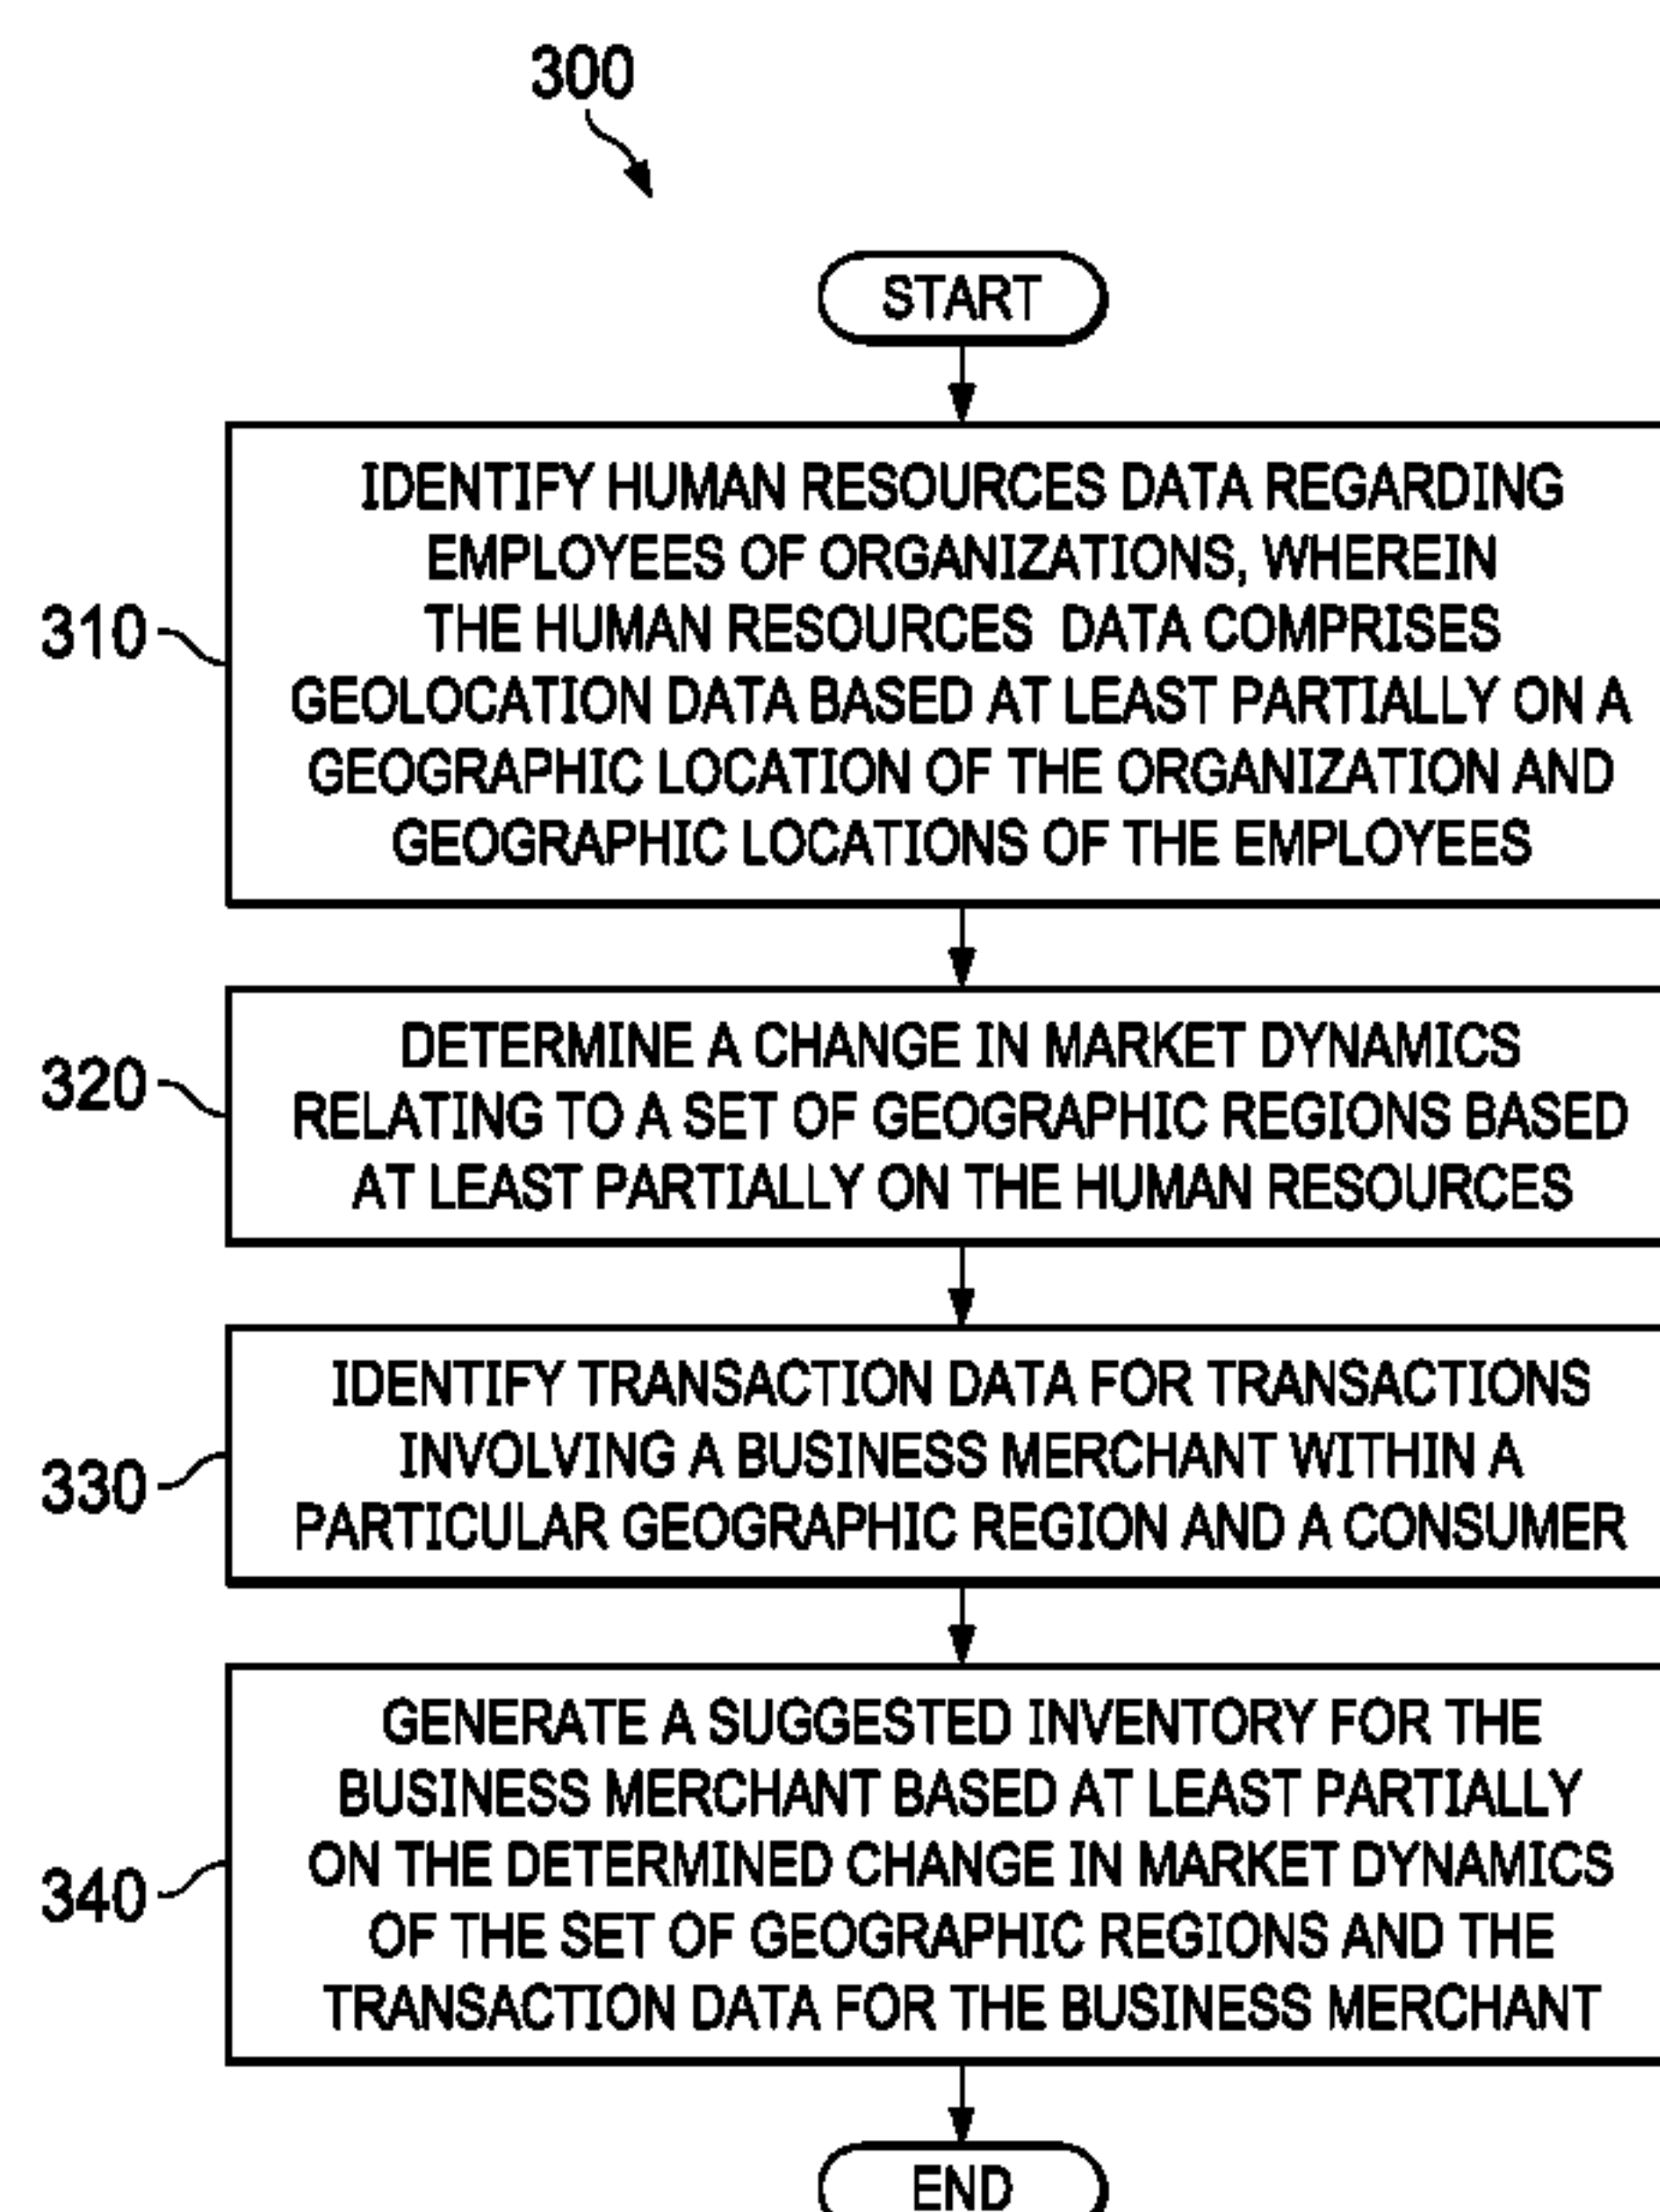 300
START
310
IDENTIFY HUMAN RESOURCES DATA REGARDING
EMPLOYEES OF ORGANIZATIONS, WHEREIN
THE HUMAN RESOURCES DATA COMPRISES
GEOLOCATION DATA BASED AT LEAST PARTIALLY ON A
GEOGRAPHIC LOCATION OF THE ORGANIZATION AND
GEOGRAPHIC LOCATIONS OF THE EMPLOYEES
320
DETERMINE A CHANGE IN MARKET DYNAMICS
RELATING TO A SET OF GEOGRAPHIC REGIONS BASED
AT LEAST PARTIALLY ON THE HUMAN RESOURCES
330
IDENTIFY TRANSACTION DATA FOR TRANSACTIONS
INVOLVING A BUSINESS MERCHANT WITHIN A
PARTICULAR GEOGRAPHIC REGION AND A CONSUMER
340
GENERATE A SUGGESTED INVENTORY FOR THE
BUSINESS MERCHANT BASED AT LEAST PARTIALLY
ON THE DETERMINED CHANGE IN MARKET DYNAMICS
OF THE SET OF GEOGRAPHIC REGIONS AND THE
TRANSACTION DATA FOR THE BUSINESS MERCHANT
END